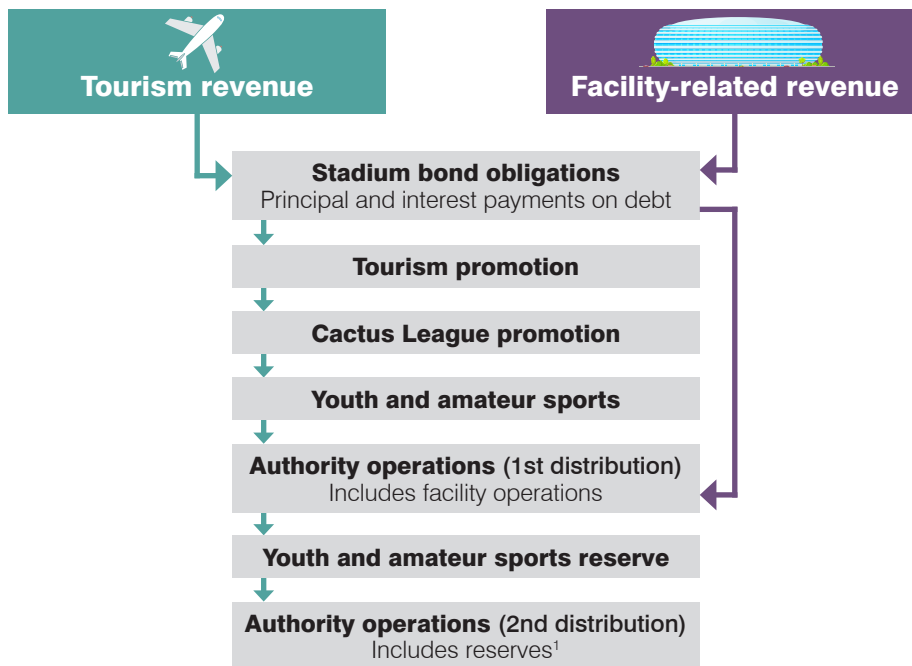 Tourism revenue
Facility-related revenue
Stadium bond obligations
Principal and interest payments on debt
Tourism promotion
Cactus League promotion
Youth and amateur sports
Authority operations (1st distribution)
Includes facility operations
Youth and amateur sports reserve
Authority operations (2nd distribution)
Includes reserves¹